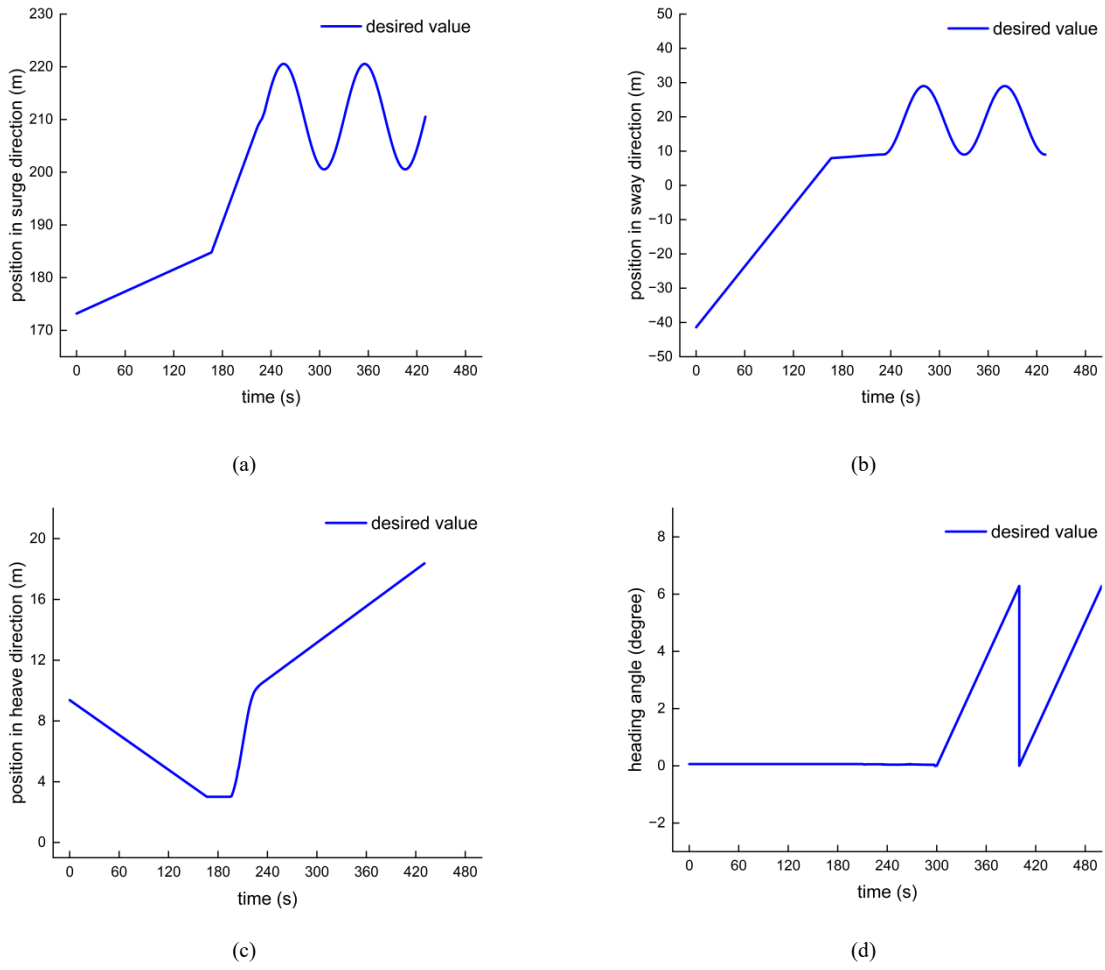 desired value
position in surge direction (m)
230
220
210
200
190
180
170
0 60 120 180 240 300 360 420 480
time (s)
(a)
desired value
position in sway direction (m)
50
40
30
20
10
0
−10
−20
−30
−40
−50
0 60 120 180 240 300 360 420 480
time (s)
(b)
desired value
position in heave direction (m)
20
16
12
8
4
0
0 60 120 180 240 300 360 420 480
time (s)
(c)
desired value
heading angle (degree)
8
6
4
2
0
−2
0 60 120 180 240 300 360 420 480
time (s)
(d)